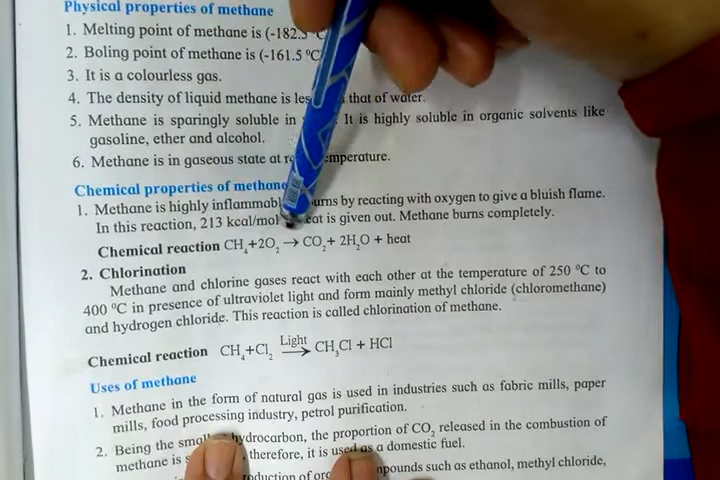 Physical properties of methane
1. Melting point of methane is (-182.5 °C
2. Boling point of methane is (-161.5 °C
3. It is a colourless gas.
4. The density of liquid methane is les that of water.
5. Methane is sparingly soluble in It is highly soluble in organic solvents like
gasoline, ether and alcohol.
6. Methane is in gaseous state at temperature.
Chemical properties of methane
1. Methane is highly inflammabl burns by reacting with oxygen to give a bluish flame.
In this reaction, 213 kcal/mol heat is given out. Methane burns completely.
Chemical reaction CH₄+2O₂ → CO₂+ 2H₂O + heat
2. Chlorination
Methane and chlorine gases react with each other at the temperature of 250 °C to
400 °C in presence of ultraviolet light and form mainly methyl chloride (chloromethane)
and hydrogen chloride. This reaction is called chlorination of methane.
Chemical reaction CH₄+Cl₂ Light → CH₃Cl + HCl
Uses of methane
1. Methane in the form of natural gas is used in industries such as fabric mills, paper
mills, food processing industry, petrol purification.
2. Being the smal hydrocarbon, the proportion of CO₂ released in the combustion of
methane is therefore, it is used as a domestic fuel.
such as ethanol, methyl chloride,